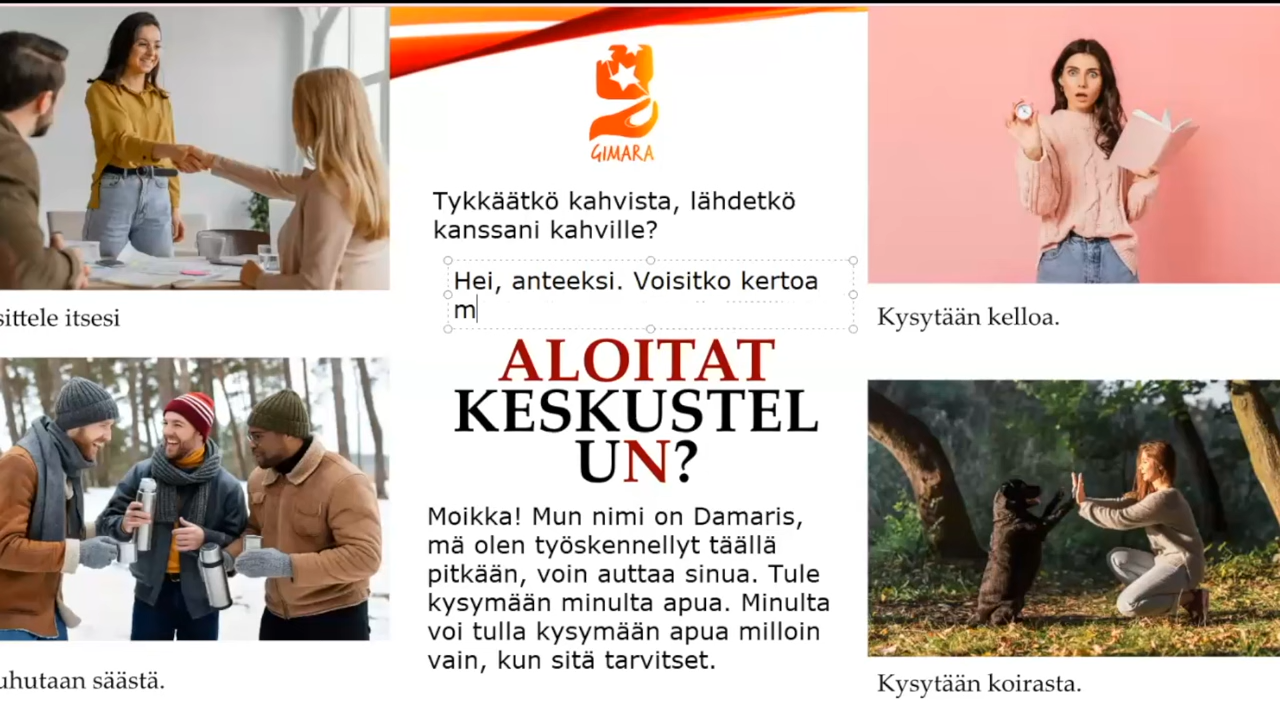 GIMARA
Tykkäätkö kahvista, lähdetkö
kanssani kahville?
Hei, anteeksi. Voisitko kertoa
m
ALOITAT
KESKUSTEL
UN?
Moikka! Mun nimi on Damaris,
mä olen työskennellyt täällä
pitkään, voin auttaa sinua. Tule
kysymään minulta apua. Minulta
voi tulla kysymään apua milloin
vain, kun sitä tarvitset.
sittele itsesi
uhutaan säästä.
Kysytään kelloa.
Kysytään koirasta.